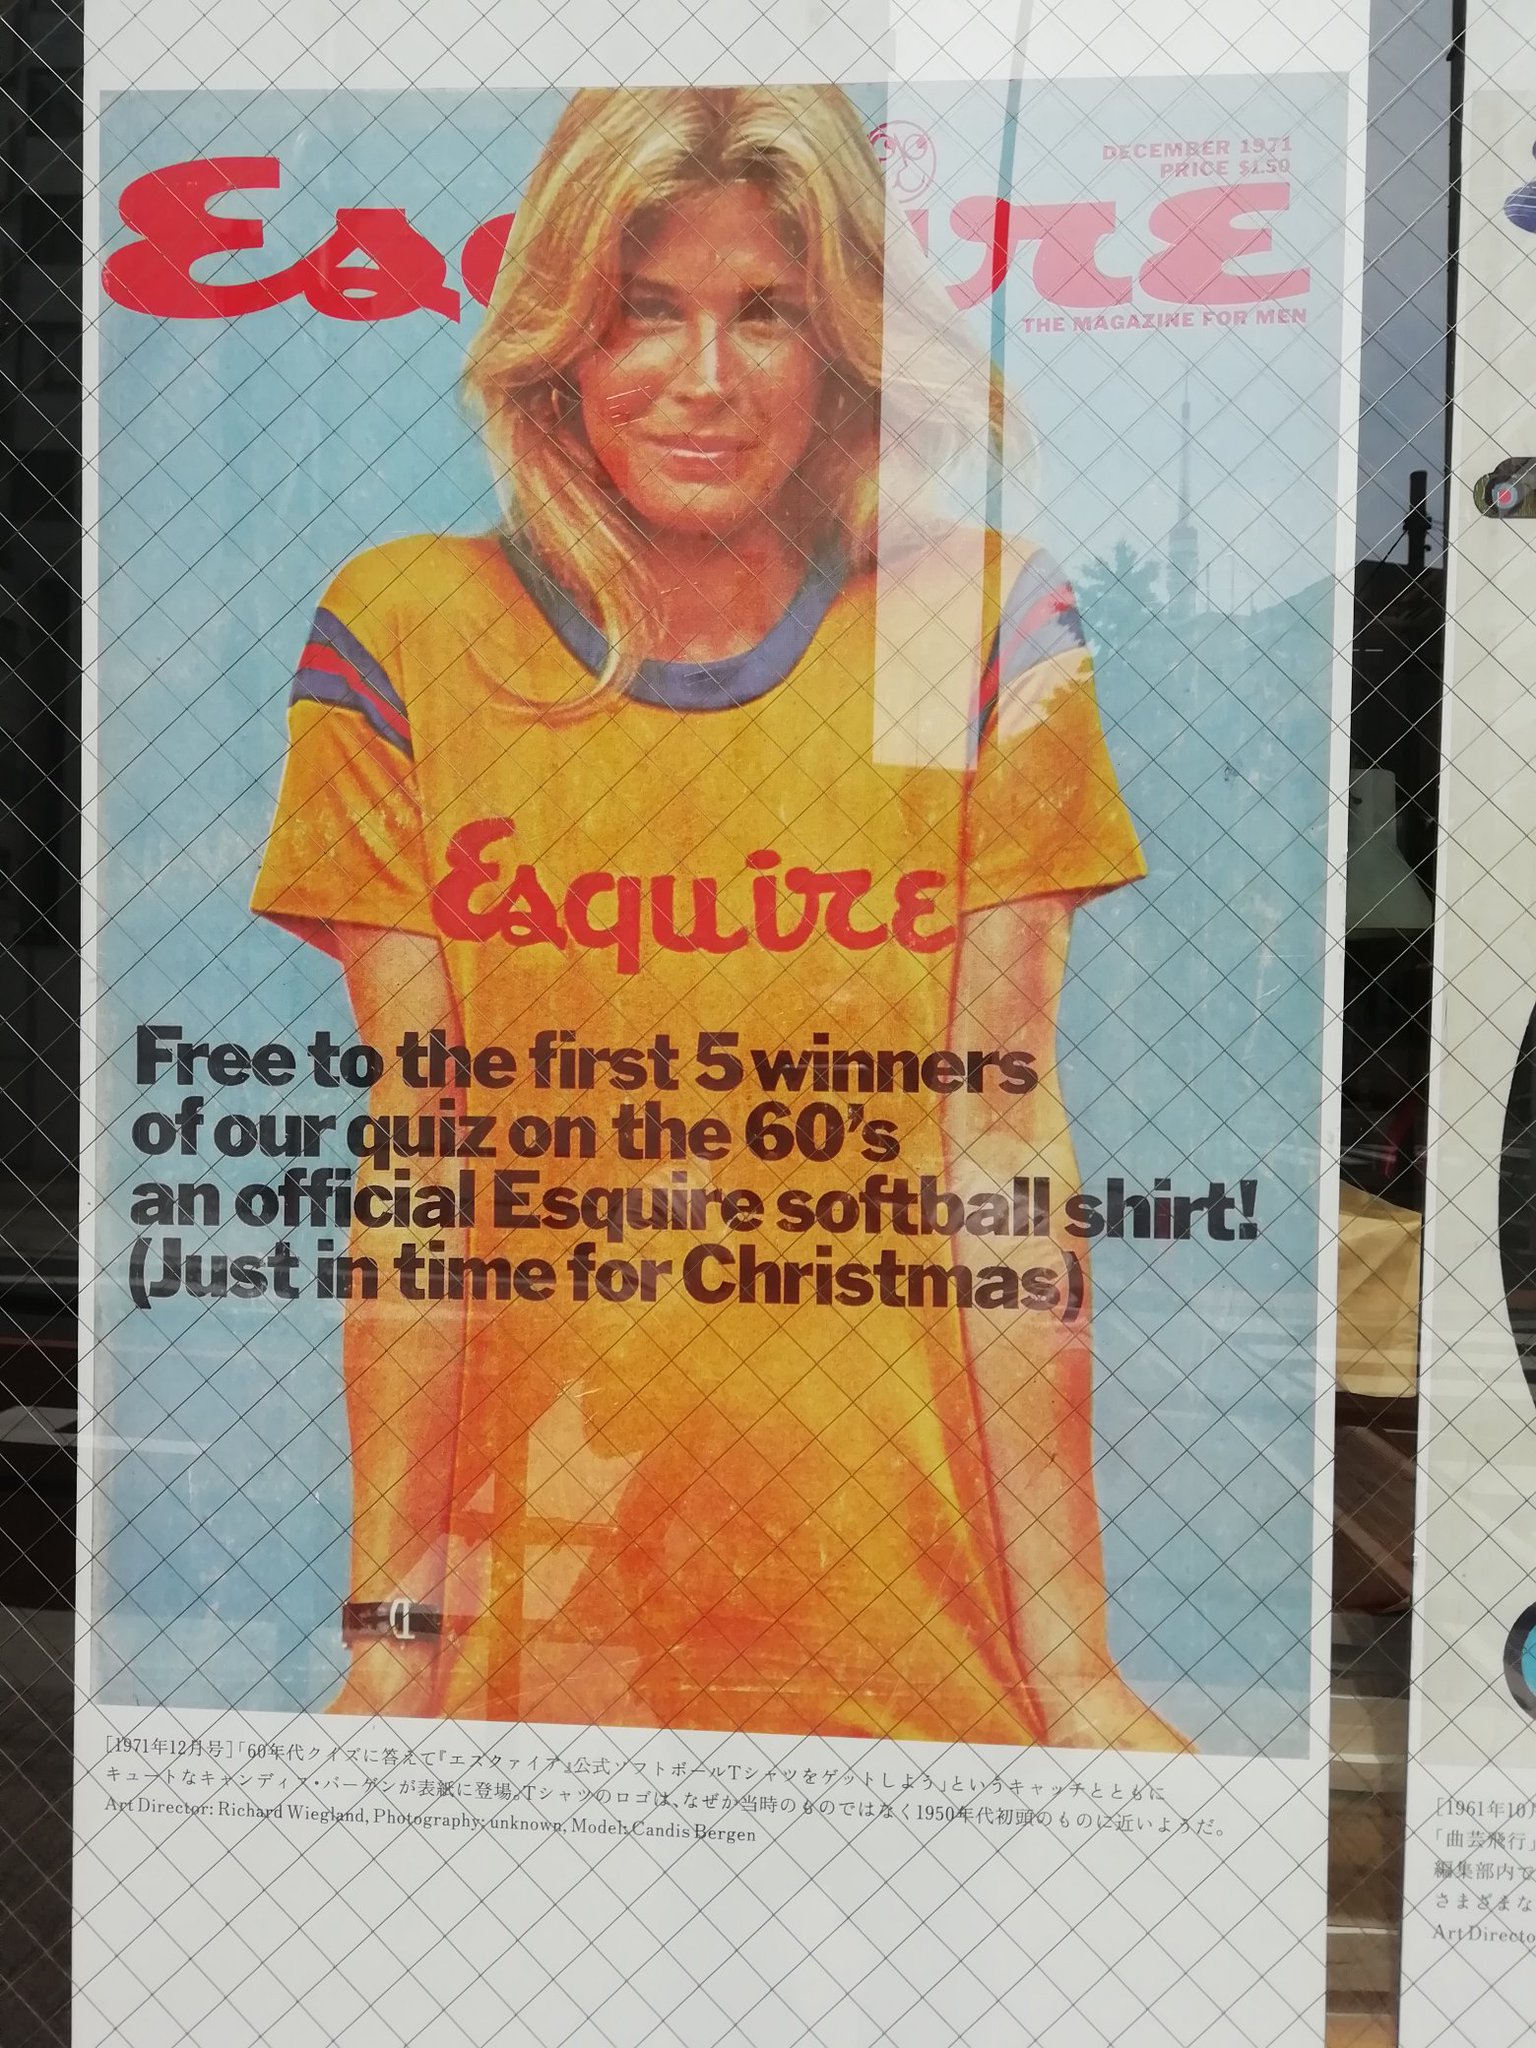 Esquire
DECEMBER 1971
PRICE $1.50
THE MAGAZINE FOR MEN
Esquire
Free to the first 5 winners
of our quiz on the 60's
an official Esquire softball shirt!
(Just in time for Christmas)
[1971年12月号]「60年代クイズに答えて『エスクァイア』公式ソフトボールTシャツをゲットしよう」というキャッチとともに
キュートなキャンディス・バーゲンが表紙に登場。Tシャツのロゴは、なぜか当時のものではなく1950年代初頭のものに近いようだ。
Art Director: Richard Wiegland, Photography: unknown, Model: Candis Bergen
[1961年10月
「曲芸飛行」
編集部内で
さまざまな
Art Directo